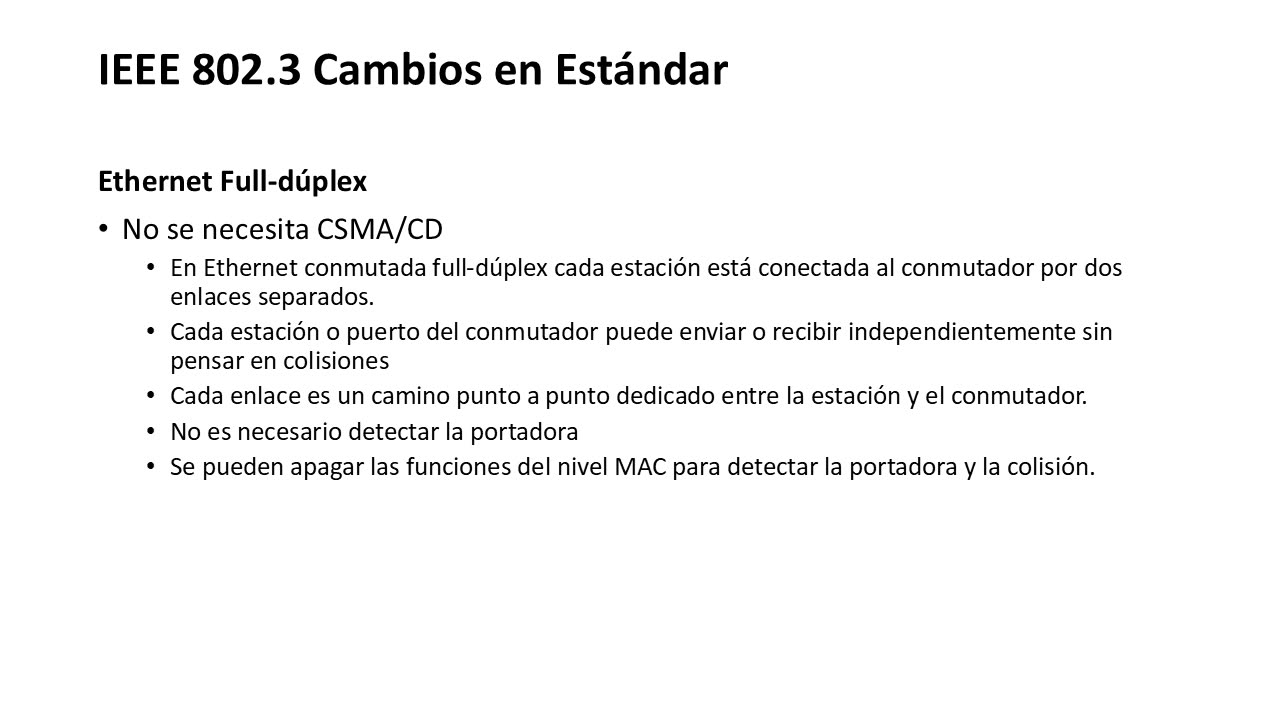 IEEE 802.3 Cambios en Estándar
Ethernet Full-dúplex
• No se necesita CSMA/CD
• En Ethernet conmutada full-dúplex cada estación está conectada al conmutador por dos
enlaces separados.
• Cada estación o puerto del conmutador puede enviar o recibir independientemente sin
pensar en colisiones
• Cada enlace es un camino punto a punto dedicado entre la estación y el conmutador.
• No es necesario detectar la portadora
• Se pueden apagar las funciones del nivel MAC para detectar la portadora y la colisión.